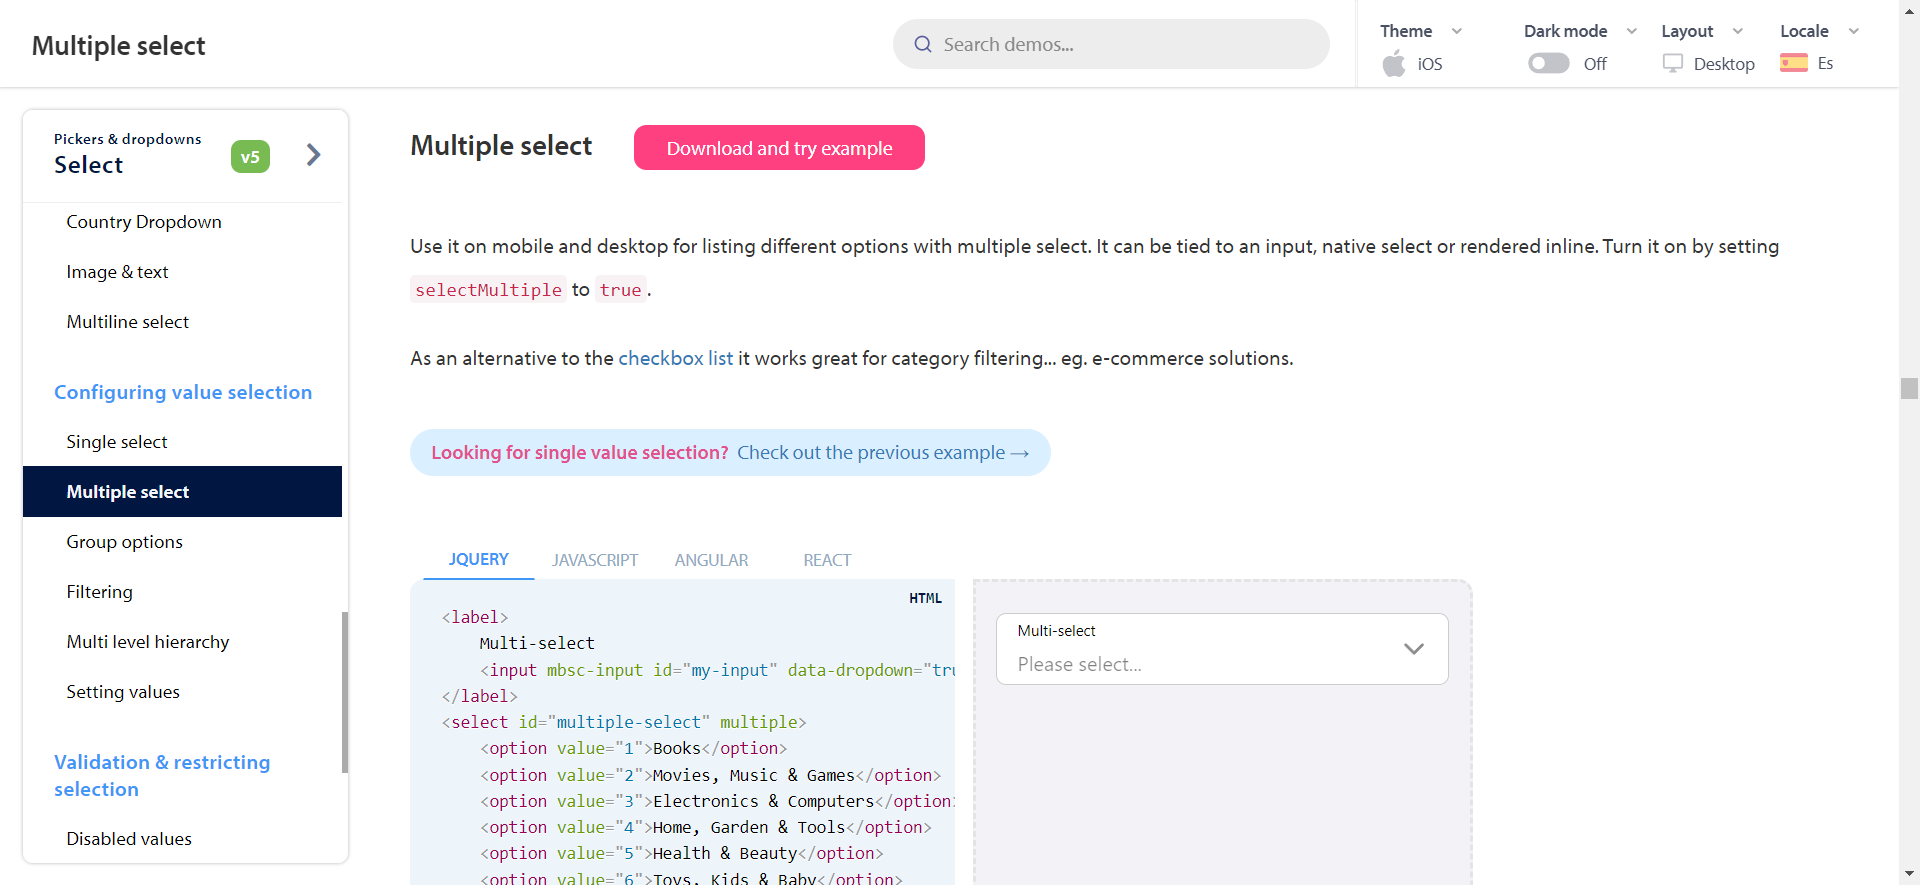 Multiple select
Search demos...
Theme
iOS
Dark mode
Off
Layout
Desktop
Locale
Es
Pickers & dropdowns
Select
v5
Country Dropdown
Image & text
Multiline select
Configuring value selection
Single select
Multiple select
Group options
Filtering
Multi level hierarchy
Setting values
Validation & restricting
selection
Disabled values
Multiple select
Download and try example
Use it on mobile and desktop for listing different options with multiple select. It can be tied to an input, native select or rendered inline. Turn it on by setting
selectMultiple to true.
As an alternative to the checkbox list it works great for category filtering... eg. e-commerce solutions.
Looking for single value selection? Check out the previous example →
JQUERY
JAVASCRIPT
ANGULAR
REACT
HTML
<label>
Multi-select
<input mbsc-input id="my-input" data-dropdown="tru
</label>
<select id="multiple-select" multiple>
<option value="1">Books</option>
<option value="2">Movies, Music & Games</option>
<option value="3">Electronics & Computers</option>
<option value="4">Home, Garden & Tools</option>
<option value="5">Health & Beauty</option>
<option value="6">Toys, Kids & Baby</option>
Multi-select
Please select...